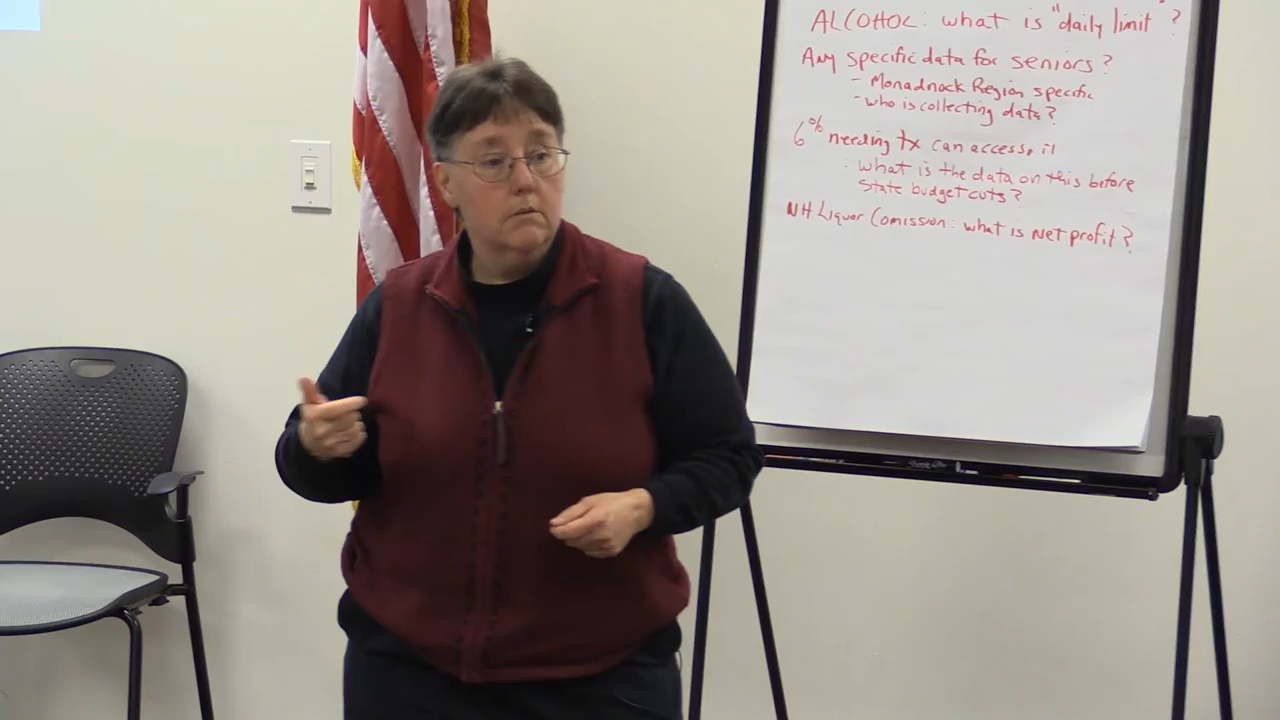 ALCOHOL: what is "daily limit"?
Any specific data for seniors?
- Monadnock Region specific
- who is collecting data?
6% needing tx can access it
: what is the data on this before
State budget cuts?
NH Liquor Comission: what is Net profit?